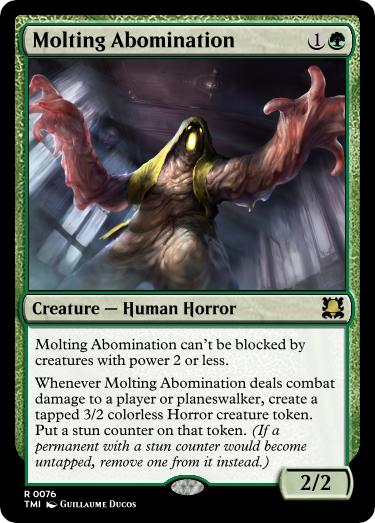 Molting Abomination 1
Creature — Human Horror
Molting Abomination can't be blocked by
creatures with power 2 or less.
Whenever Molting Abomination deals combat
damage to a player or planeswalker, create a
tapped 3/2 colorless Horror creature token.
Put a stun counter on that token. (If a
permanent with a stun counter would become
untapped, remove one from it instead.)
2/2
R 0076
TMI Guillaume Ducos